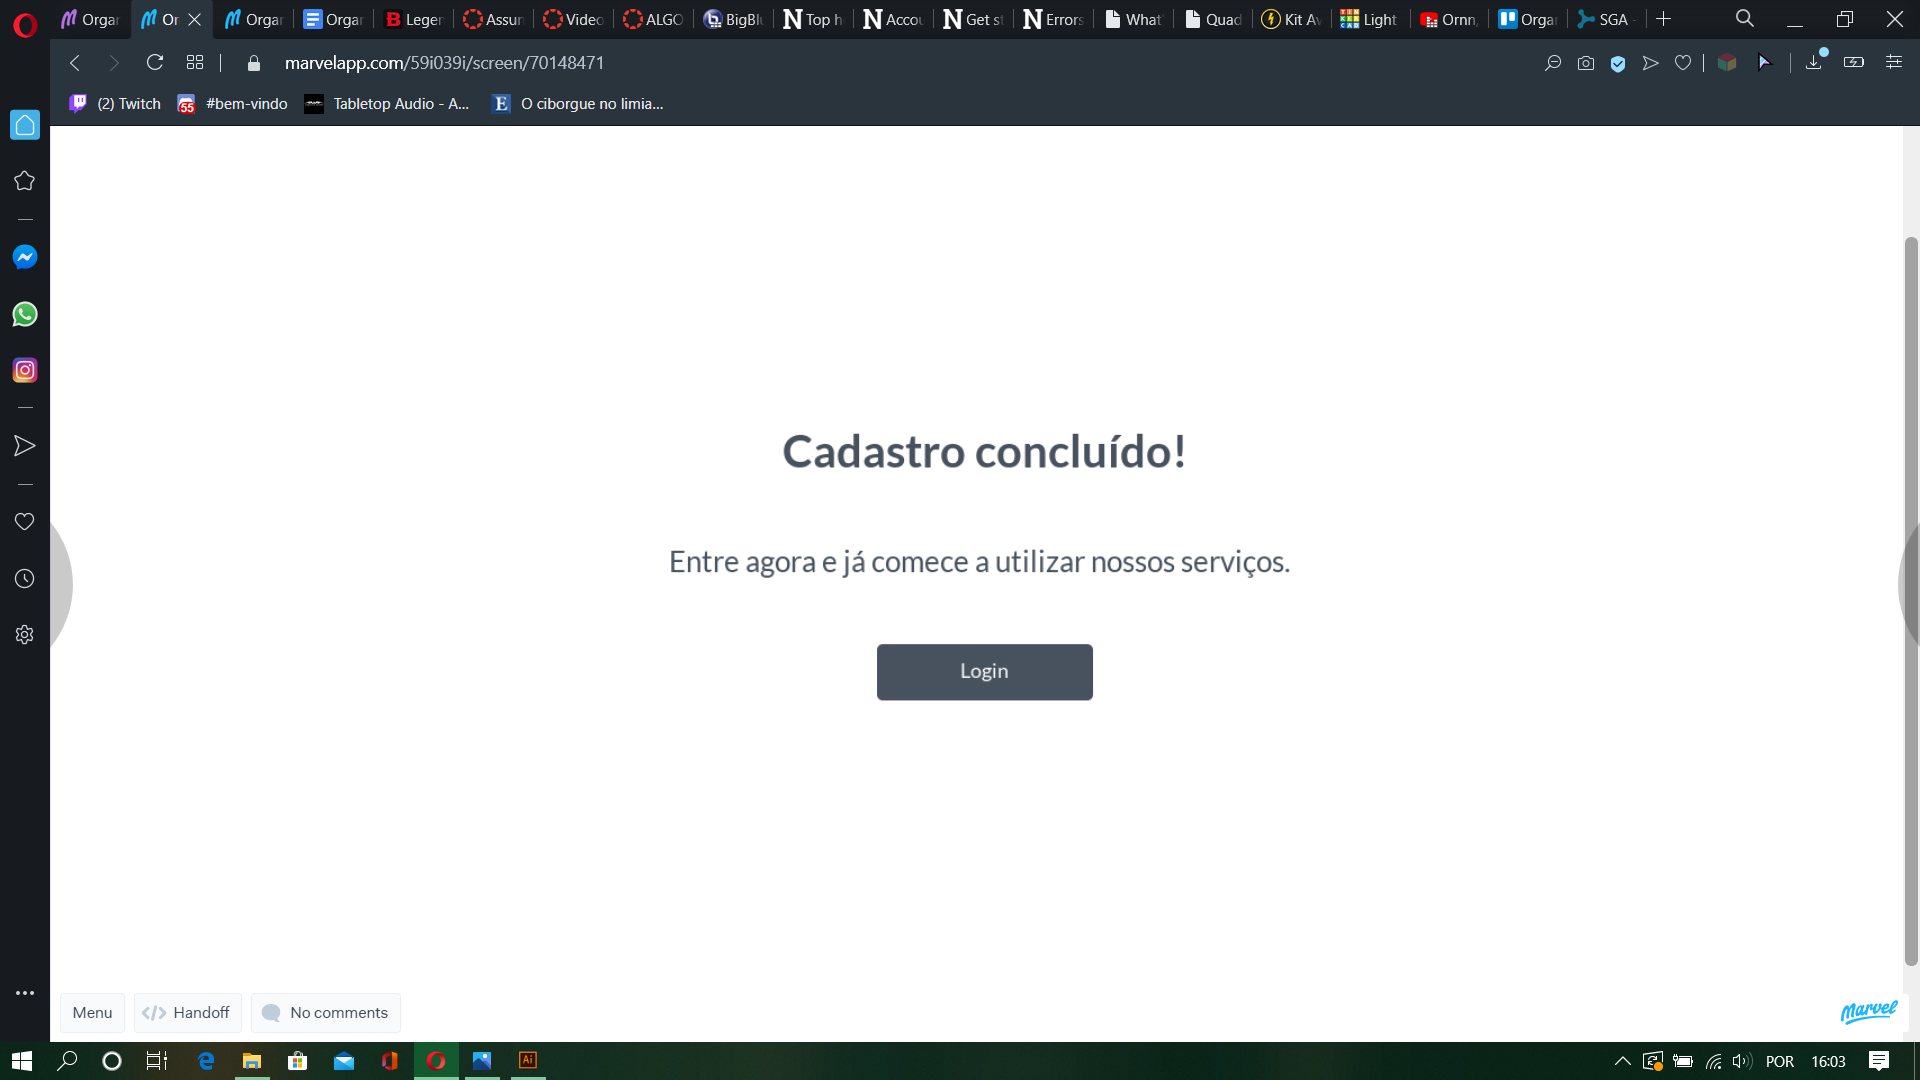 Orgar
Or
Orgar
Orgar
Leger
Assun
Video
ALGO
BigBlu
Top h
Accou
Get st
Errors
What'
Quad
Kit Av
Light
Ornn,
Orgar
SGA -
marvelapp.com/59i039i/screen/70148471
(2) Twitch
#bem-vindo
Tabletop Audio - A...
O ciborgue no limia...
Cadastro concluído!
Entre agora e já comece a utilizar nossos serviços.
Login
Menu
</> Handoff
No comments
Marvel
POR
16:03